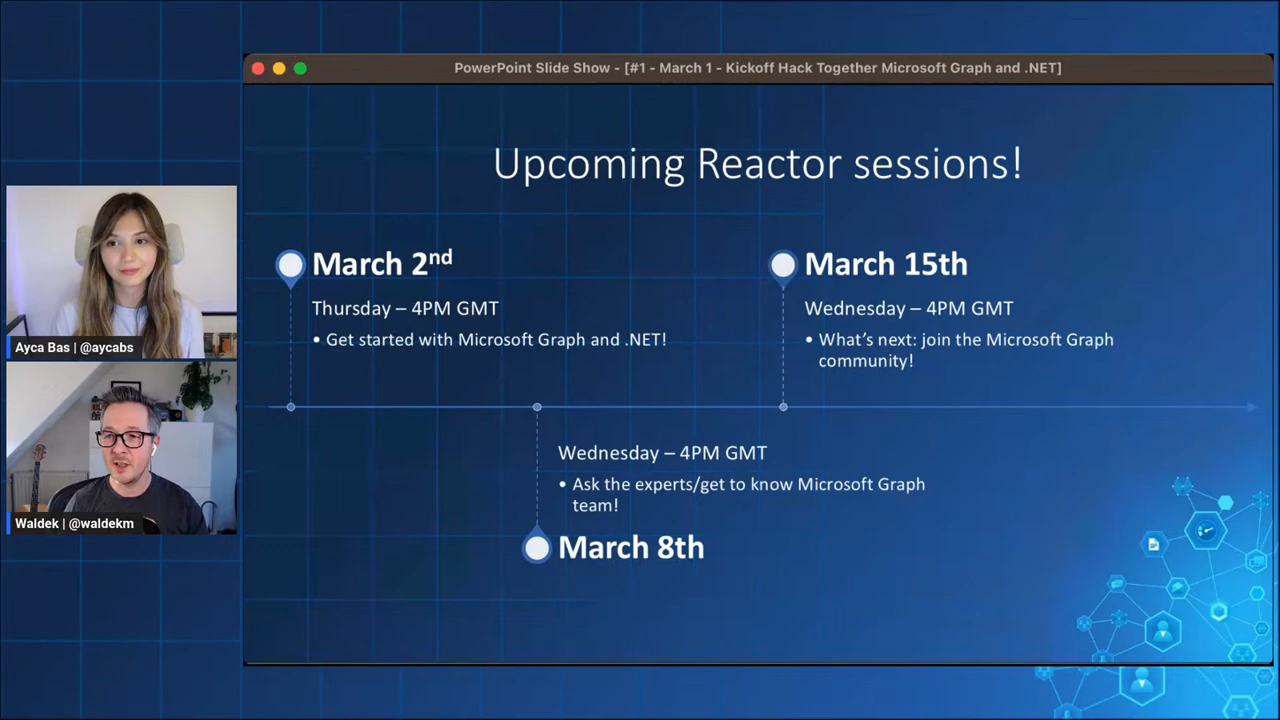 PowerPoint Slide Show - [#1 - March 1 - Kickoff Hack Together Microsoft Graph and .NET]
Upcoming Reactor sessions!
March 2nd
Thursday – 4PM GMT
• Get started with Microsoft Graph and .NET!
March 15th
Wednesday – 4PM GMT
• What's next: join the Microsoft Graph
community!
Wednesday – 4PM GMT
• Ask the experts/get to know Microsoft Graph
team!
March 8th
Ayca Bas | @aycabs
Waldek | @waldekm